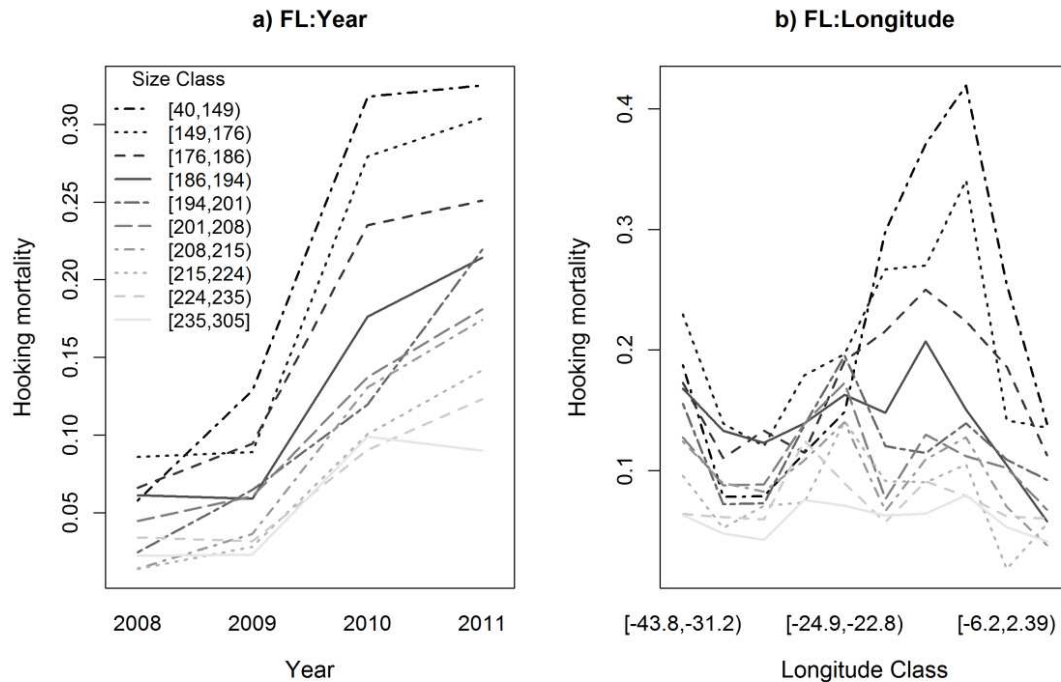 a) FL:Year
Size Class
[40,149)
[149,176)
[176,186)
[186,194)
[194,201)
[201,208)
[208,215)
[215,224)
[224,235)
[235,305]
0.30
0.25
0.20
0.15
0.10
0.05
Hooking mortality
2008 2009 2010 2011
Year
b) FL:Longitude
0.4
0.3
0.2
0.1
Hooking mortality
[-43.8,-31.2) [-24.9,-22.8) [-6.2,2.39)
Longitude Class